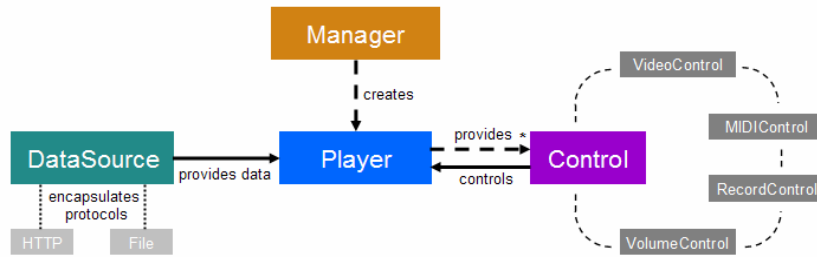 Manager
VideoControl
creates
MIDIControl
provides *
DataSource
Player
Control
provides data
controls
encapsulates
protocols
RecordControl
HTTP
File
VolumeControl